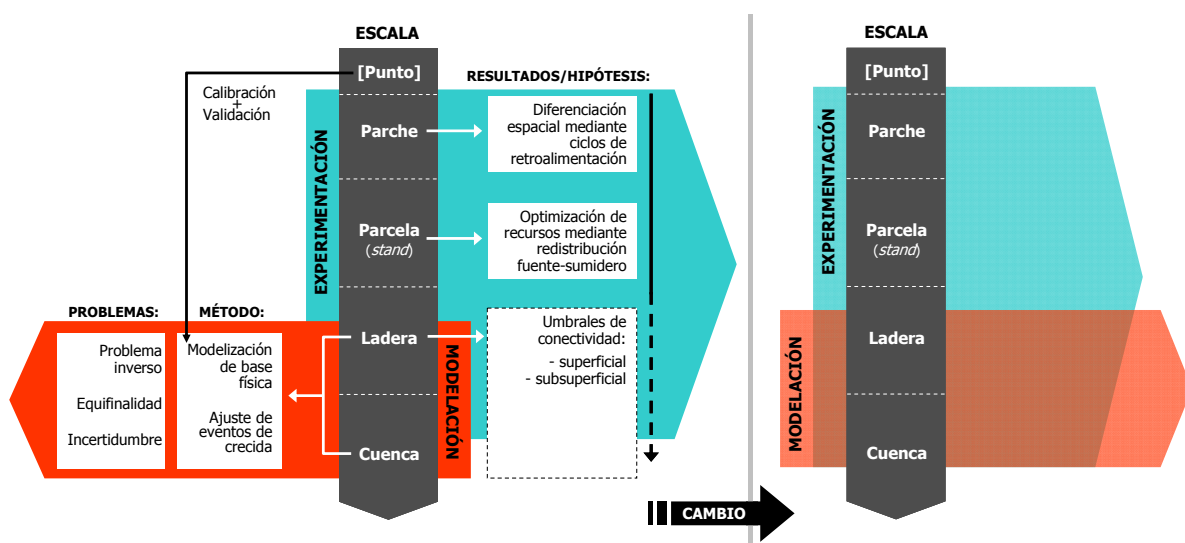 ESCALA
[Punto]
Calibración
+
Validación
RESULTADOS/HIPÓTESIS:
EXPERIMENTACIÓN
Parche
Diferenciación
espacial mediante
ciclos de
retroalimentación
Parcela
(stand)
Optimización de
recursos mediante
redistribución
fuente-sumidero
PROBLEMAS:
MÉTODO:
Problema
inverso
Equifinalidad
Incertidumbre
Modelización
de base
física
Ajuste de
eventos de
crecida
Ladera
MODELACIÓN
Umbrales de
conectividad:
- superficial
- subsuperficial
Cuenca
CAMBIO
ESCALA
[Punto]
EXPERIMENTACIÓN
Parche
Parcela
(stand)
MODELACIÓN
Ladera
Cuenca